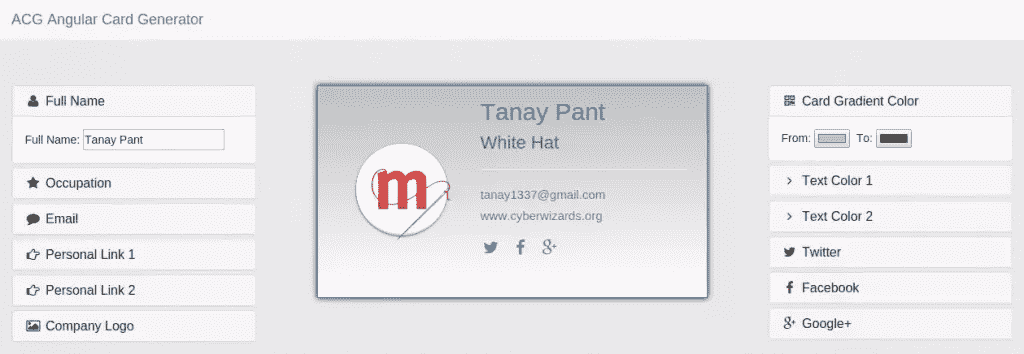 ACG Angular Card Generator
Full Name
Full Name: Tanay Pant
Occupation
Email
Personal Link 1
Personal Link 2
Company Logo
m
Tanay Pant
White Hat
tanay1337@gmail.com
www.cyberwizards.org
Card Gradient Color
From: To:
Text Color 1
Text Color 2
Twitter
Facebook
Google+